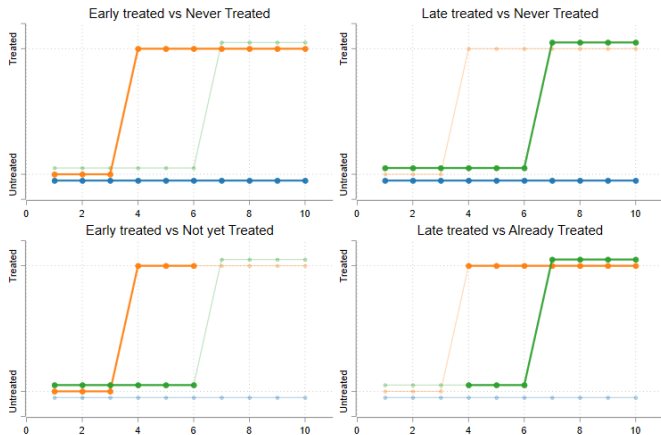 Early treated vs Never Treated
Late treated vs Never Treated
Treated
Untreated
0 2 4 6 8 10
Treated
Untreated
0 2 4 6 8 10
Early treated vs Not yet Treated
Late treated vs Already Treated
Treated
Untreated
0 2 4 6 8 10
Treated
Untreated
0 2 4 6 8 10